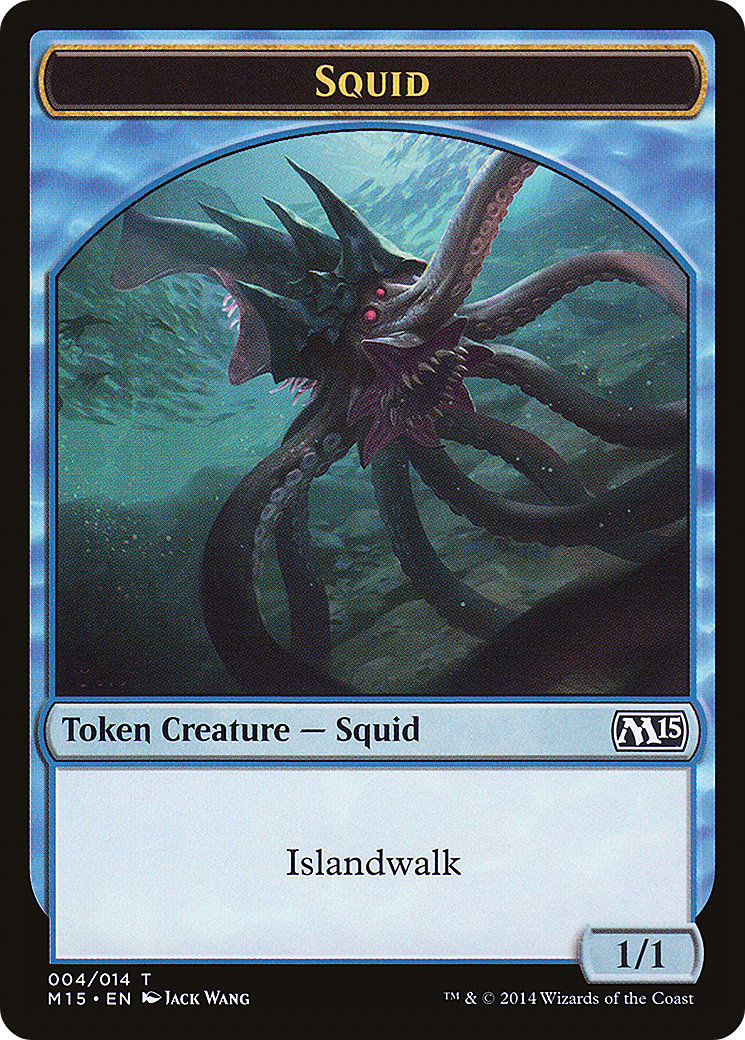 Squid
Token Creature — Squid
M15
Islandwalk
1/1
004/014 T
M15 • EN Jack Wang
™ & © 2014 Wizards of the Coast